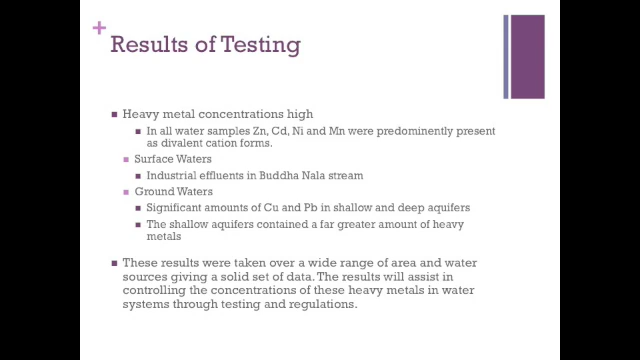 +
Results of Testing
Heavy metal concentrations high
In all water samples Zn, Cd, Ni and Mn were predominently present
as divalent cation forms.
Surface Waters
Industrial effluents in Buddha Nala stream
Ground Waters
Significant amounts of Cu and Pb in shallow and deep aquifers
The shallow aquifers contained a far greater amount of heavy
metals
These results were taken over a wide range of area and water
sources giving a solid set of data. The results will assist in
controlling the concentrations of these heavy metals in water
systems through testing and regulations.